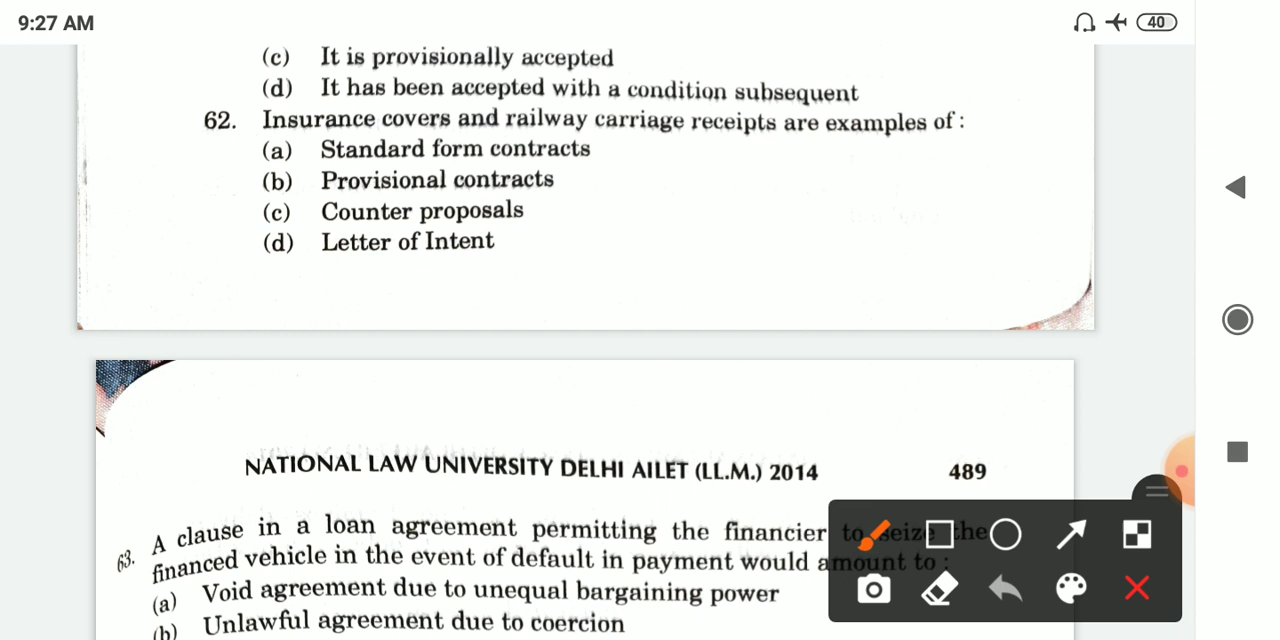 9:27 AM
40
(c) It is provisionally accepted
(d) It has been accepted with a condition subsequent
62. Insurance covers and railway carriage receipts are examples of :
(a) Standard form contracts
(b) Provisional contracts
(c) Counter proposals
(d) Letter of Intent
NATIONAL LAW UNIVERSITY DELHI AILET (LL.M.) 2014 489
63. A clause in a loan agreement permitting the financier to seize the
financed vehicle in the event of default in payment would amount to :
(a) Void agreement due to unequal bargaining power
(b) Unlawful agreement due to coercion